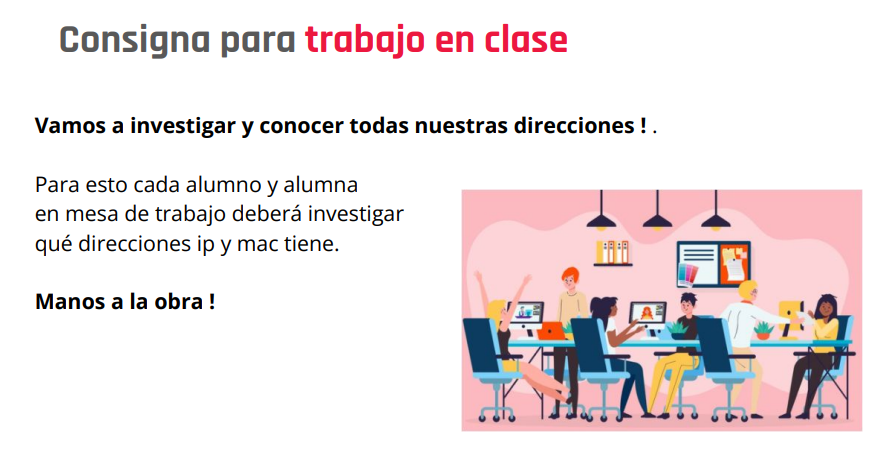 Consigna para trabajo en clase
Vamos a investigar y conocer todas nuestras direcciones ! .
Para esto cada alumno y alumna
en mesa de trabajo deberá investigar
qué direcciones ip y mac tiene.
Manos a la obra !